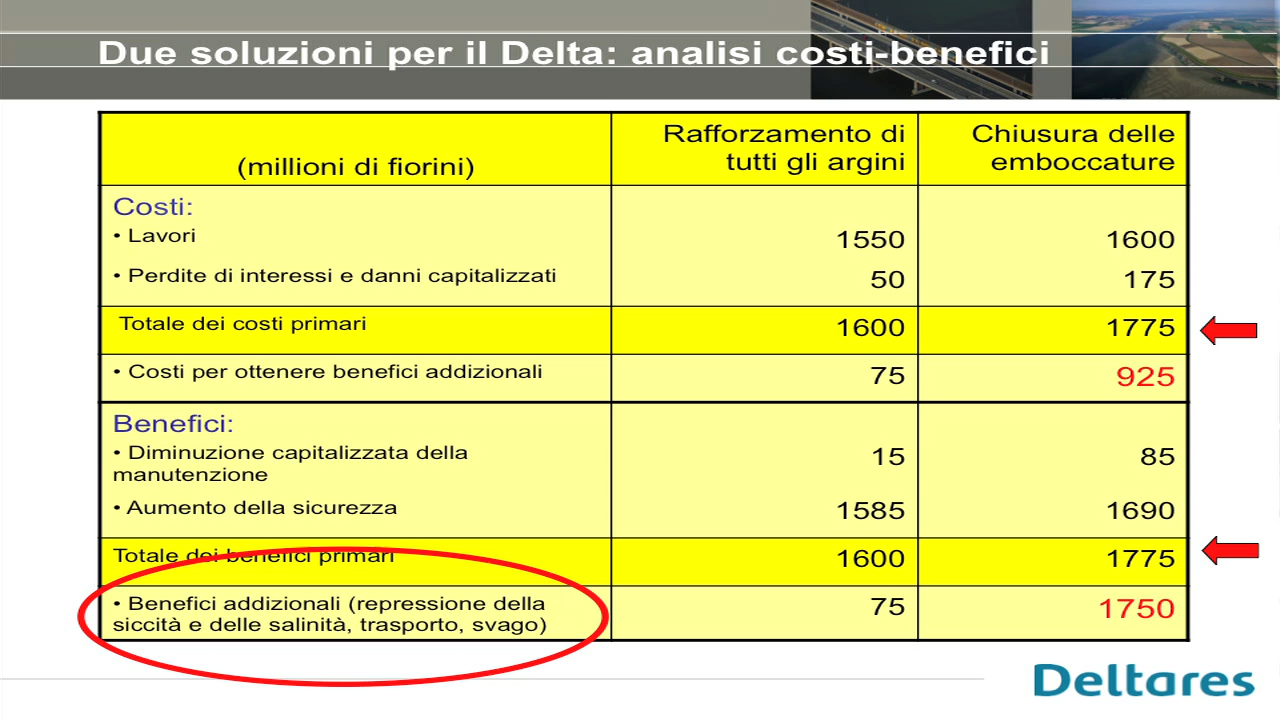 Due soluzioni per il Delta: analisi costi-benefici
(millioni di fiorini)
Rafforzamento di
tutti gli argini
Chiusura delle
emboccature
Costi:
• Lavori
1550
1600
• Perdite di interessi e danni capitalizzati
50
175
Totale dei costi primari
1600
1775
• Costi per ottenere benefici addizionali
75
925
Benefici:
• Diminuzione capitalizzata della
manutenzione
15
85
• Aumento della sicurezza
1585
1690
Totale dei benefici primari
1600
1775
• Benefici addizionali (repressione della
siccità e delle salinità, trasporto, svago)
75
1750
Deltares